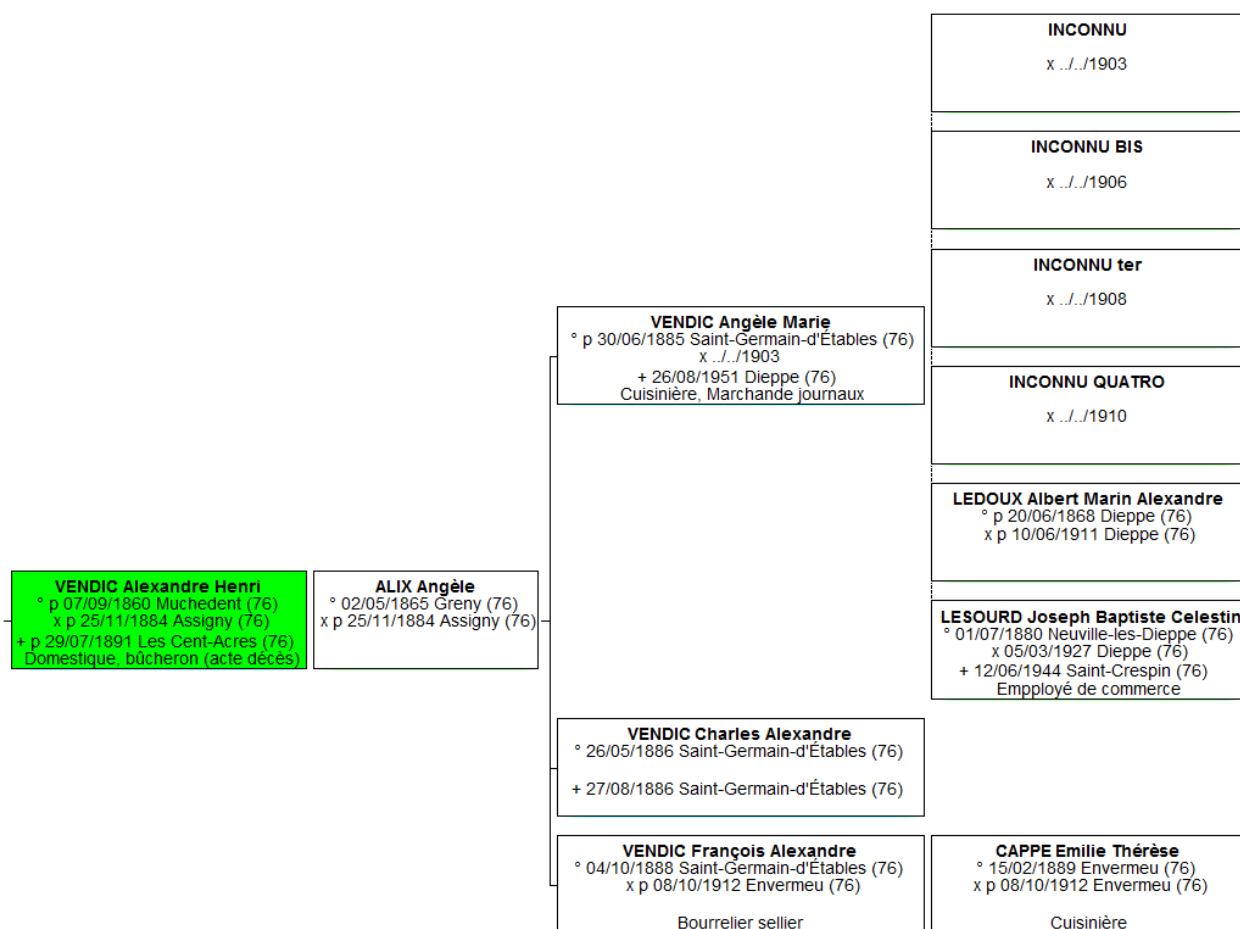 INCONNU
x ../../1903
INCONNU BIS
x ../../1906
INCONNU ter
x ../../1908
INCONNU QUATRO
x ../../1910
VENDIC Angèle Marie
° p 30/06/1885 Saint-Germain-d'Étables (76)
x ../../1903
+ 26/08/1951 Dieppe (76)
Cuisinière, Marchande journaux
LEDOUX Albert Marin Alexandre
° p 20/06/1868 Dieppe (76)
x p 10/06/1911 Dieppe (76)
VENDIC Alexandre Henri
° p 07/09/1860 Muchedent (76)
x p 25/11/1884 Assigny (76)
+ p 29/07/1891 Les Cent-Acres (76)
Domestique, bûcheron (acte décès)
ALIX Angèle
° 02/05/1865 Greny (76)
x p 25/11/1884 Assigny (76)
LESOURD Joseph Baptiste Celestin
° 01/07/1880 Neuville-les-Dieppe (76)
x 05/03/1927 Dieppe (76)
+ 12/06/1944 Saint-Crespin (76)
Empployé de commerce
VENDIC Charles Alexandre
° 26/05/1886 Saint-Germain-d'Étables (76)
+ 27/08/1886 Saint-Germain-d'Étables (76)
VENDIC François Alexandre
° 04/10/1888 Saint-Germain-d'Étables (76)
x p 08/10/1912 Envermeu (76)
Bourrelier sellier
CAPPE Emilie Thérèse
° 15/02/1889 Envermeu (76)
x p 08/10/1912 Envermeu (76)
Cuisinière